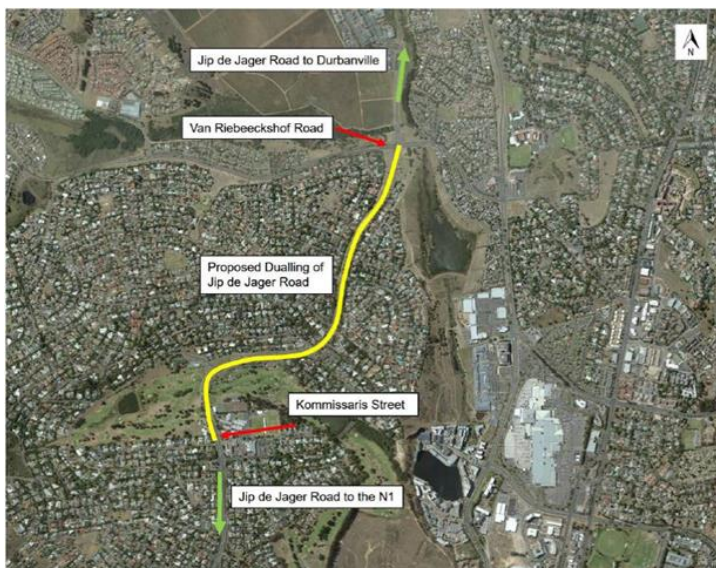 Jip de Jager Road to Durbanville
N
Van Riebeeckshof Road
Proposed Dualling of
Jip de Jager Road
Kommissaris Street
Jip de Jager Road to the N1